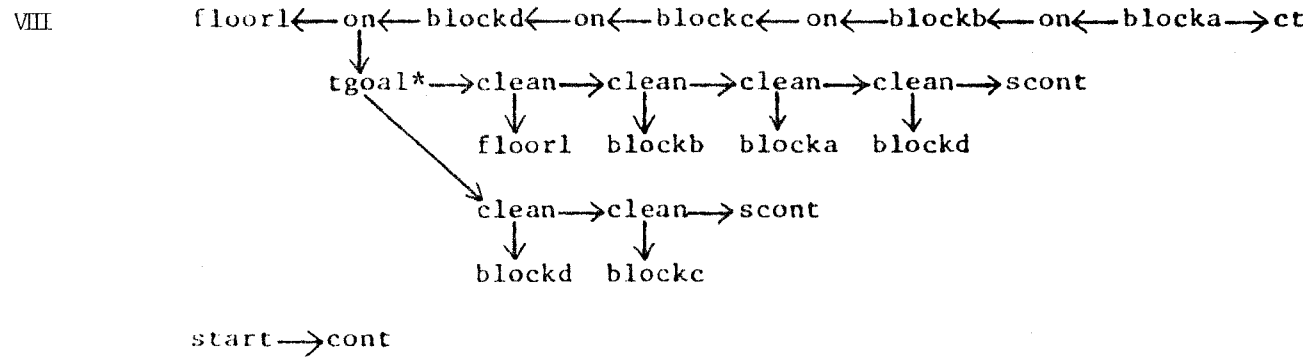 VIII floorl← on← blockd← on← blockc← on← blockb← on← blocka→ct
tgoal*→clean→clean→clean→clean→scont
floorl blockb blocka blockd
clean→clean→scont
blockd blockc
start→cont